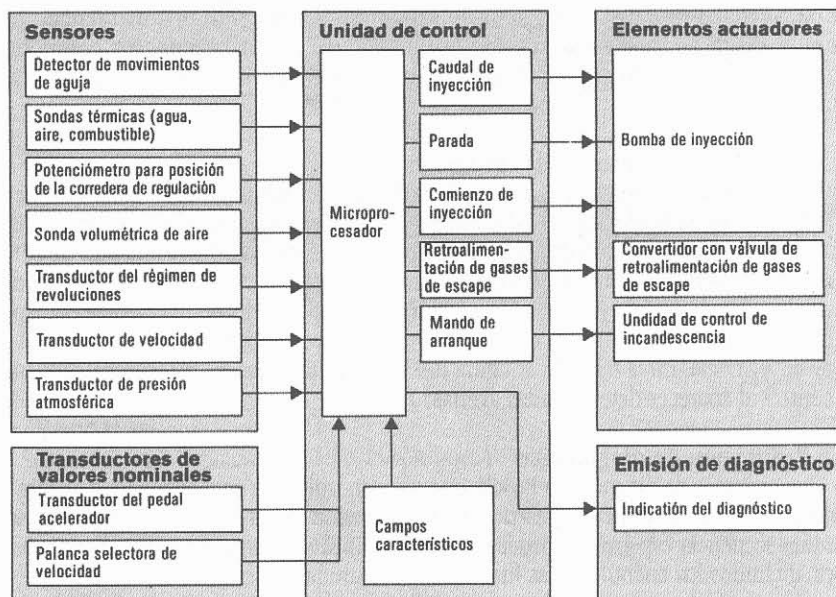 Sensores
Detector de movimientos
de aguja
Sondas térmicas (agua,
aire, combustible)
Potenciómetro para posición
de la corredera de regulación
Sonda volumétrica de aire
Transductor del régimen de
revoluciones
Transductor de velocidad
Transductor de presión
atmosférica
Transductores de
valores nominales
Transductor del pedal
acelerador
Palanca selectora de
velocidad
Unidad de control
Micropro-
cesador
Caudal de
inyección
Parada
Comienzo de
inyección
Retroalimen-
tación de gases
de escape
Mando de
arranque
Campos
característicos
Elementos actuadores
Bomba de inyección
Convertidor con válvula de
retroalimentación de gases
de escape
Undidad de control de
incandescencia
Emisión de diagnóstico
Indicatión del diagnóstico